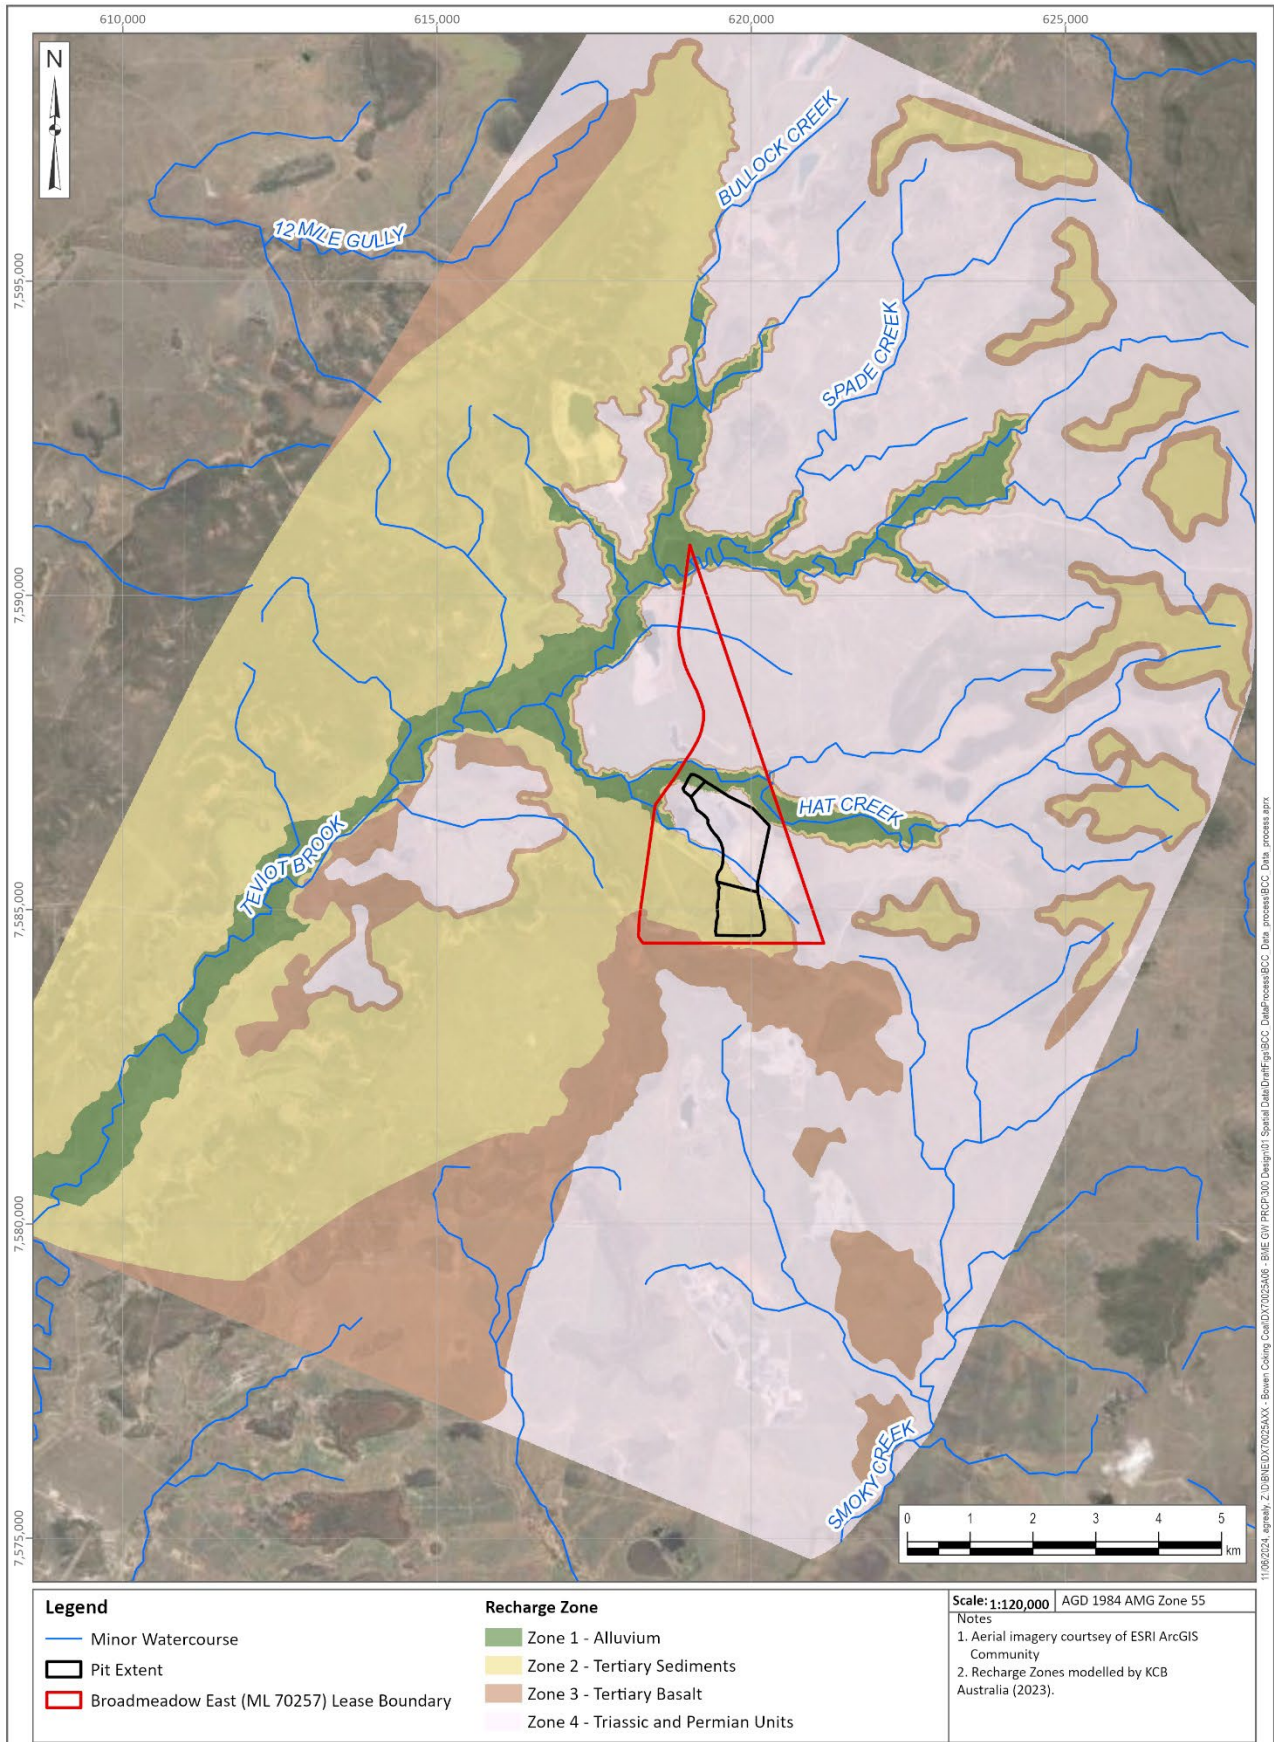 610,000
615,000
620,000
625,000
N
7,595,000
7,590,000
7,585,000
7,580,000
7,575,000
BULLOCK CREEK
12 MILE GULLY
SPADE CREEK
HAT CREEK
TEVIOT BROOK
SMOKY CREEK
0 1 2 3 4 5
km
Legend
Minor Watercourse
Pit Extent
Broadmeadow East (ML 70257) Lease Boundary
Recharge Zone
Zone 1 - Alluvium
Zone 2 - Tertiary Sediments
Zone 3 - Tertiary Basalt
Zone 4 - Triassic and Permian Units
Scale: 1:120,000 AGD 1984 AMG Zone 55
Notes
1. Aerial imagery courtsey of ESRI ArcGIS
Community
2. Recharge Zones modelled by KCB
Australia (2023).